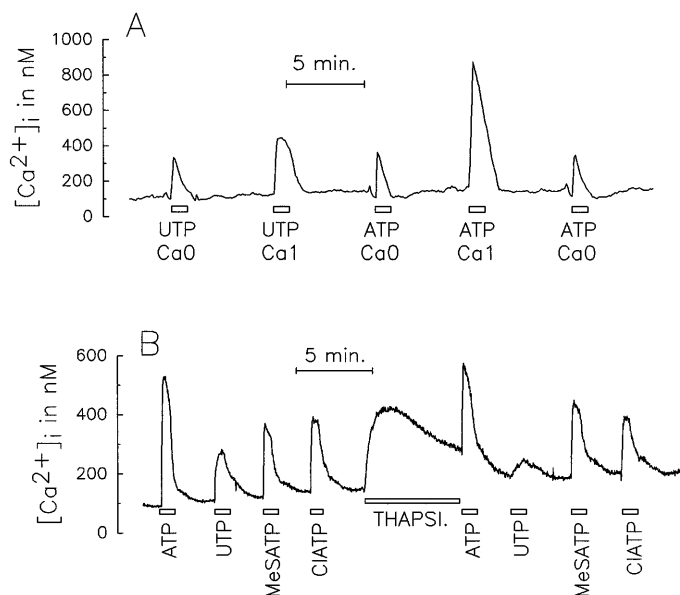 A
[Ca2+]i in nM
1000
800
600
400
200
0
5 min.
UTP UTP ATP ATP ATP
Ca0 Ca1 Ca0 Ca1 Ca0
B
[Ca2+]i in nM
600
400
200
0
5 min.
THAPSI.
ATP UTP MeSATP ClATP ATP UTP MeSATP ClATP